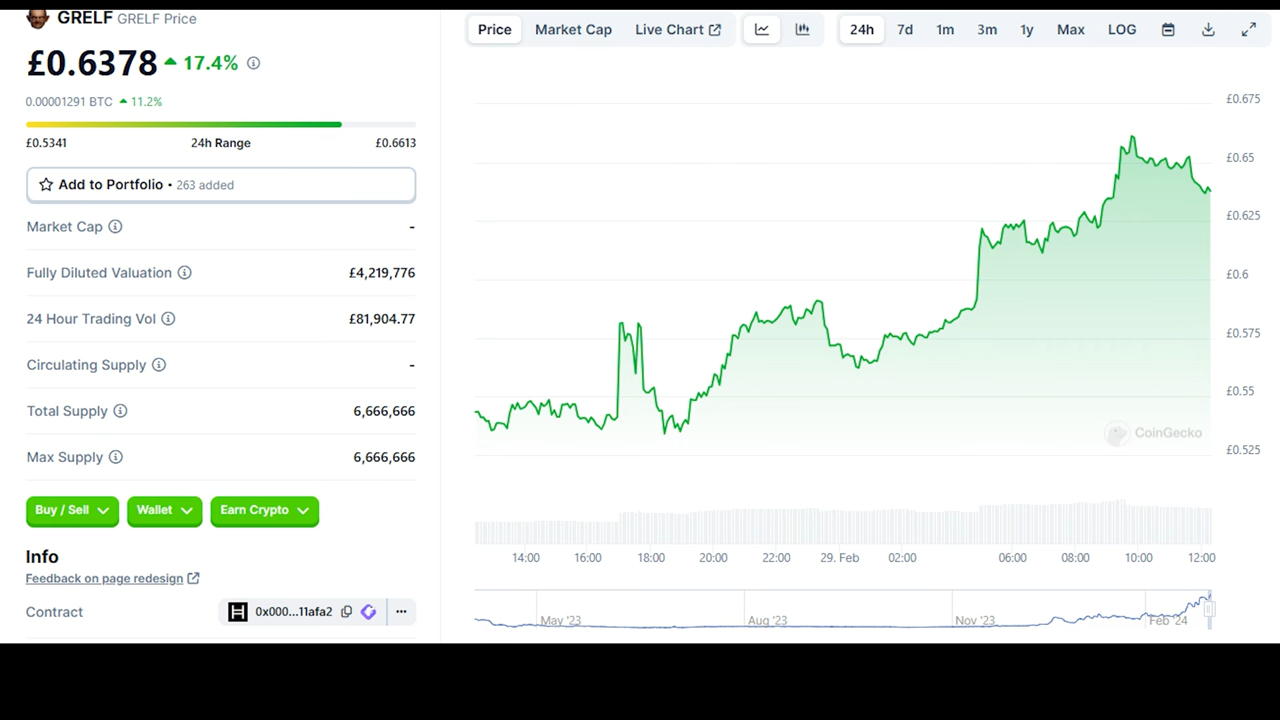 GRELF GRELF Price
£0.6378 17.4%
0.00001291 BTC 11.2%
£0.5341 24h Range £0.6613
Add to Portfolio • 263 added
Market Cap -
Fully Diluted Valuation £4,219,776
24 Hour Trading Vol £81,904.77
Circulating Supply -
Total Supply 6,666,666
Max Supply 6,666,666
Buy / Sell Wallet Earn Crypto
Info
Feedback on page redesign
Contract 0x000...11afa2 ...
Price Market Cap Live Chart 24h 7d 1m 3m 1y Max LOG
£0.675
£0.65
£0.625
£0.6
£0.575
£0.55
£0.525
CoinGecko
14:00 16:00 18:00 20:00 22:00 29. Feb 02:00 06:00 08:00 10:00 12:00
May '23 Aug '23 Nov '23 Feb '24